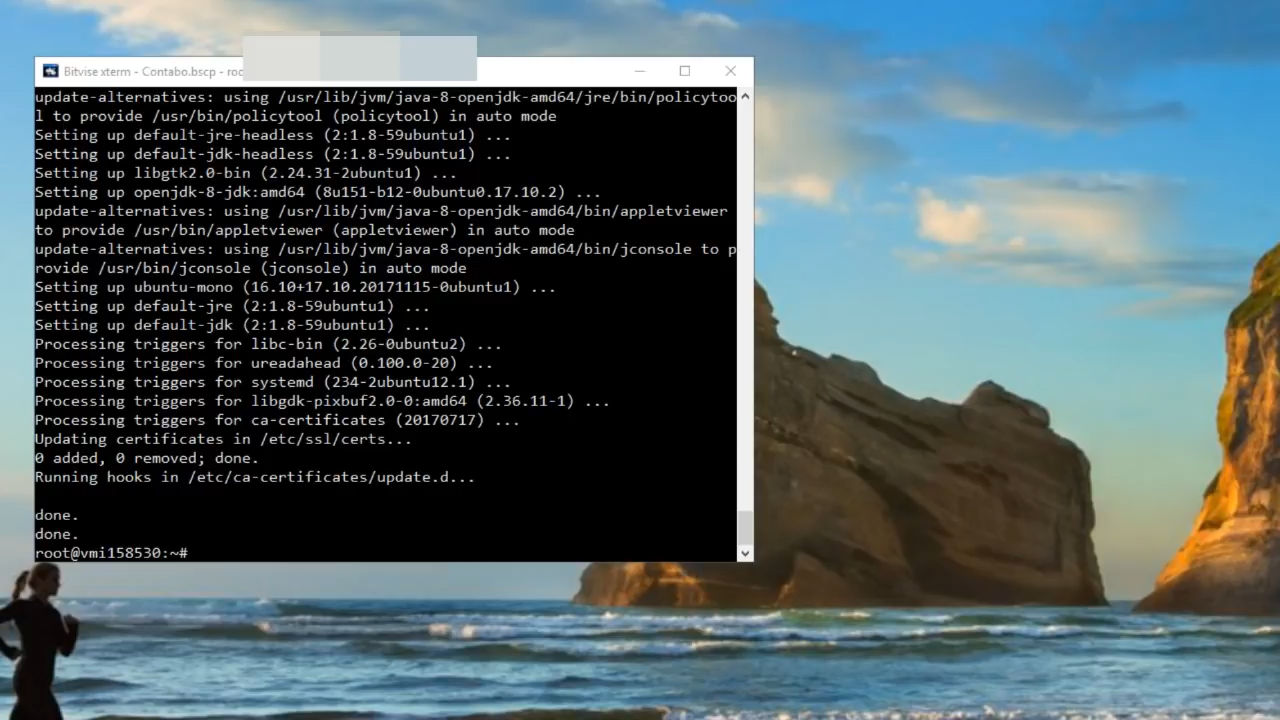 Bitvise xterm - Contabo.bscp - roo
update-alternatives: using /usr/lib/jvm/java-8-openjdk-amd64/jre/bin/policytoo
l to provide /usr/bin/policytool (policytool) in auto mode
Setting up default-jre-headless (2:1.8-59ubuntu1) ...
Setting up default-jdk-headless (2:1.8-59ubuntu1) ...
Setting up libgtk2.0-bin (2.24.31-2ubuntu1) ...
Setting up openjdk-8-jdk:amd64 (8u151-b12-0ubuntu0.17.10.2) ...
update-alternatives: using /usr/lib/jvm/java-8-openjdk-amd64/bin/appletviewer
to provide /usr/bin/appletviewer (appletviewer) in auto mode
update-alternatives: using /usr/lib/jvm/java-8-openjdk-amd64/bin/jconsole to p
rovide /usr/bin/jconsole (jconsole) in auto mode
Setting up ubuntu-mono (16.10+17.10.20171115-0ubuntu1) ...
Setting up default-jre (2:1.8-59ubuntu1) ...
Setting up default-jdk (2:1.8-59ubuntu1) ...
Processing triggers for libc-bin (2.26-0ubuntu2) ...
Processing triggers for ureadahead (0.100.0-20) ...
Processing triggers for systemd (234-2ubuntu12.1) ...
Processing triggers for libgdk-pixbuf2.0-0:amd64 (2.36.11-1) ...
Processing triggers for ca-certificates (20170717) ...
Updating certificates in /etc/ssl/certs...
0 added, 0 removed; done.
Running hooks in /etc/ca-certificates/update.d...
done.
done.
root@vmi158530:~#